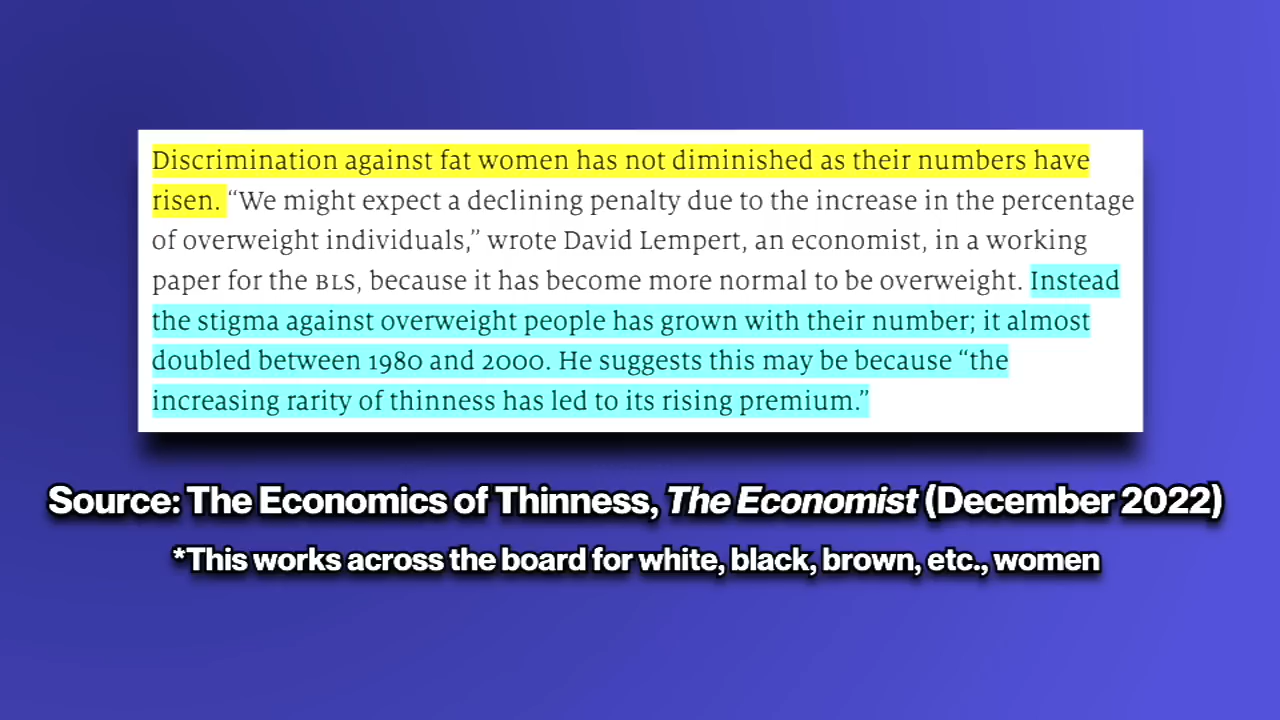 Discrimination against fat women has not diminished as their numbers have
risen. “We might expect a declining penalty due to the increase in the percentage
of overweight individuals,” wrote David Lempert, an economist, in a working
paper for the BLS, because it has become more normal to be overweight. Instead
the stigma against overweight people has grown with their number; it almost
doubled between 1980 and 2000. He suggests this may be because “the
increasing rarity of thinness has led to its rising premium.”
Source: The Economics of Thinness, The Economist (December 2022)
*This works across the board for white, black, brown, etc., women